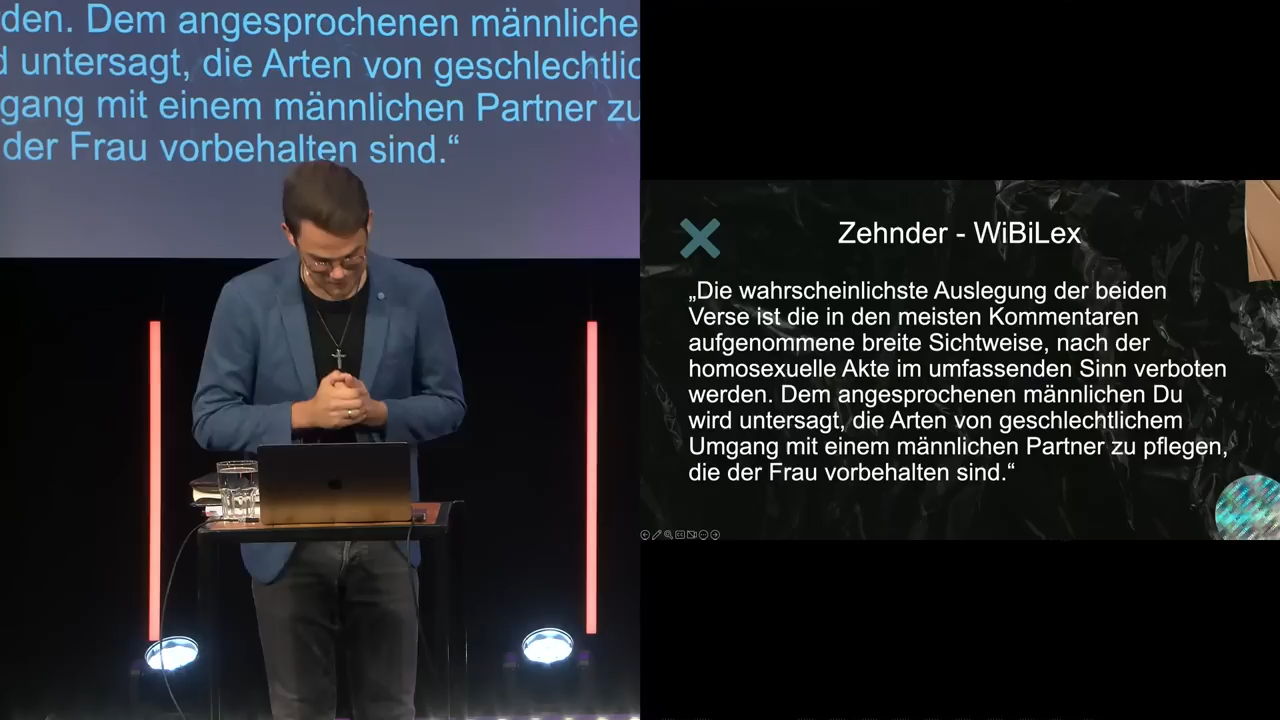 rden. Dem angesprochenen männliche
d untersagt, die Arten von geschlechtlic
gang mit einem männlichen Partner zu
der Frau vorbehalten sind.“
Zehnder - WiBiLex
„Die wahrscheinlichste Auslegung der beiden
Verse ist die in den meisten Kommentaren
aufgenommene breite Sichtweise, nach der
homosexuelle Akte im umfassenden Sinn verboten
werden. Dem angesprochenen männlichen Du
wird untersagt, die Arten von geschlechtlichem
Umgang mit einem männlichen Partner zu pflegen,
die der Frau vorbehalten sind.“